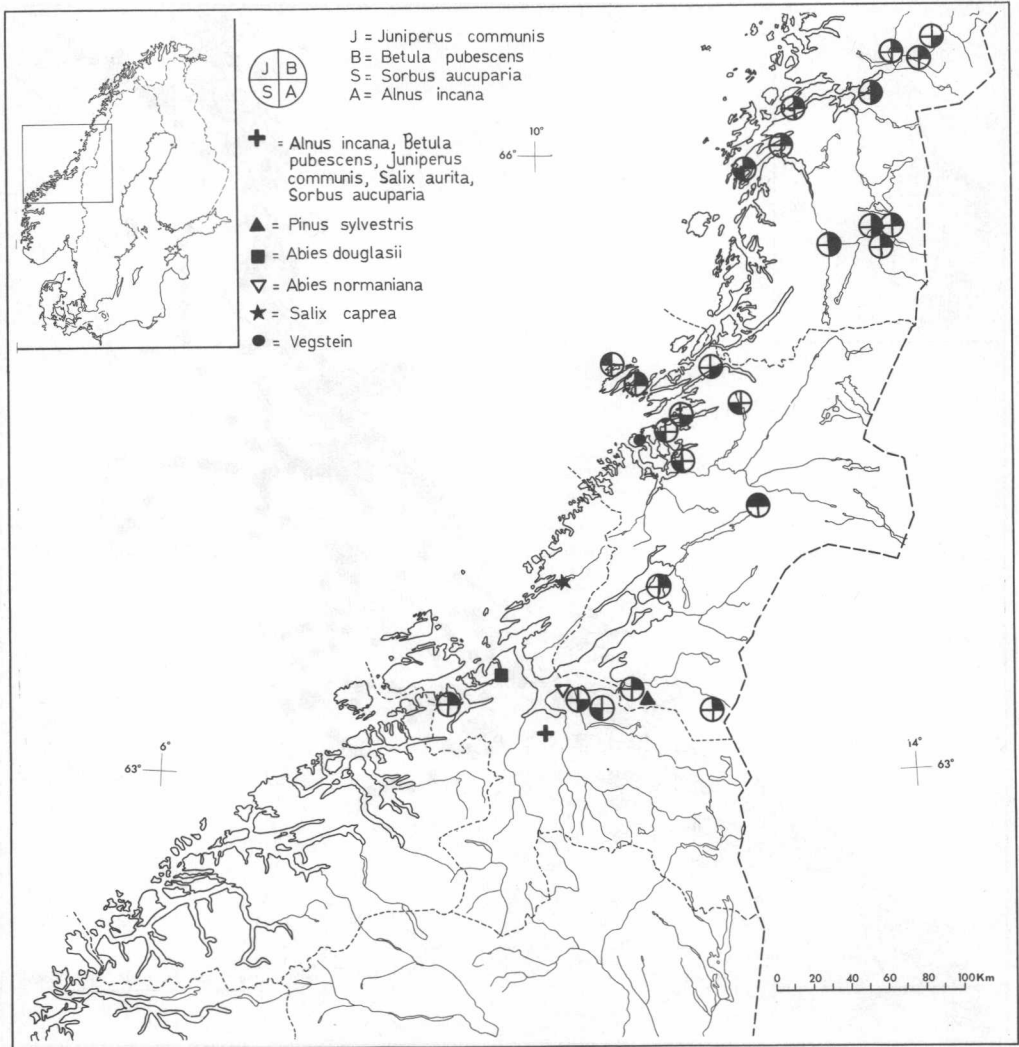 J = Juniperus communis
B = Betula pubescens
S = Sorbus aucuparia
A = Alnus incana
J B
S A
= Alnus incana, Betula
pubescens, Juniperus
communis, Salix aurita,
Sorbus aucuparia
= Pinus sylvestris
= Abies douglasii
= Abies normaniana
= Salix caprea
= Vegstein
10°
66°
6°
63°
14°
63°
0 20 40 60 80 100 Km